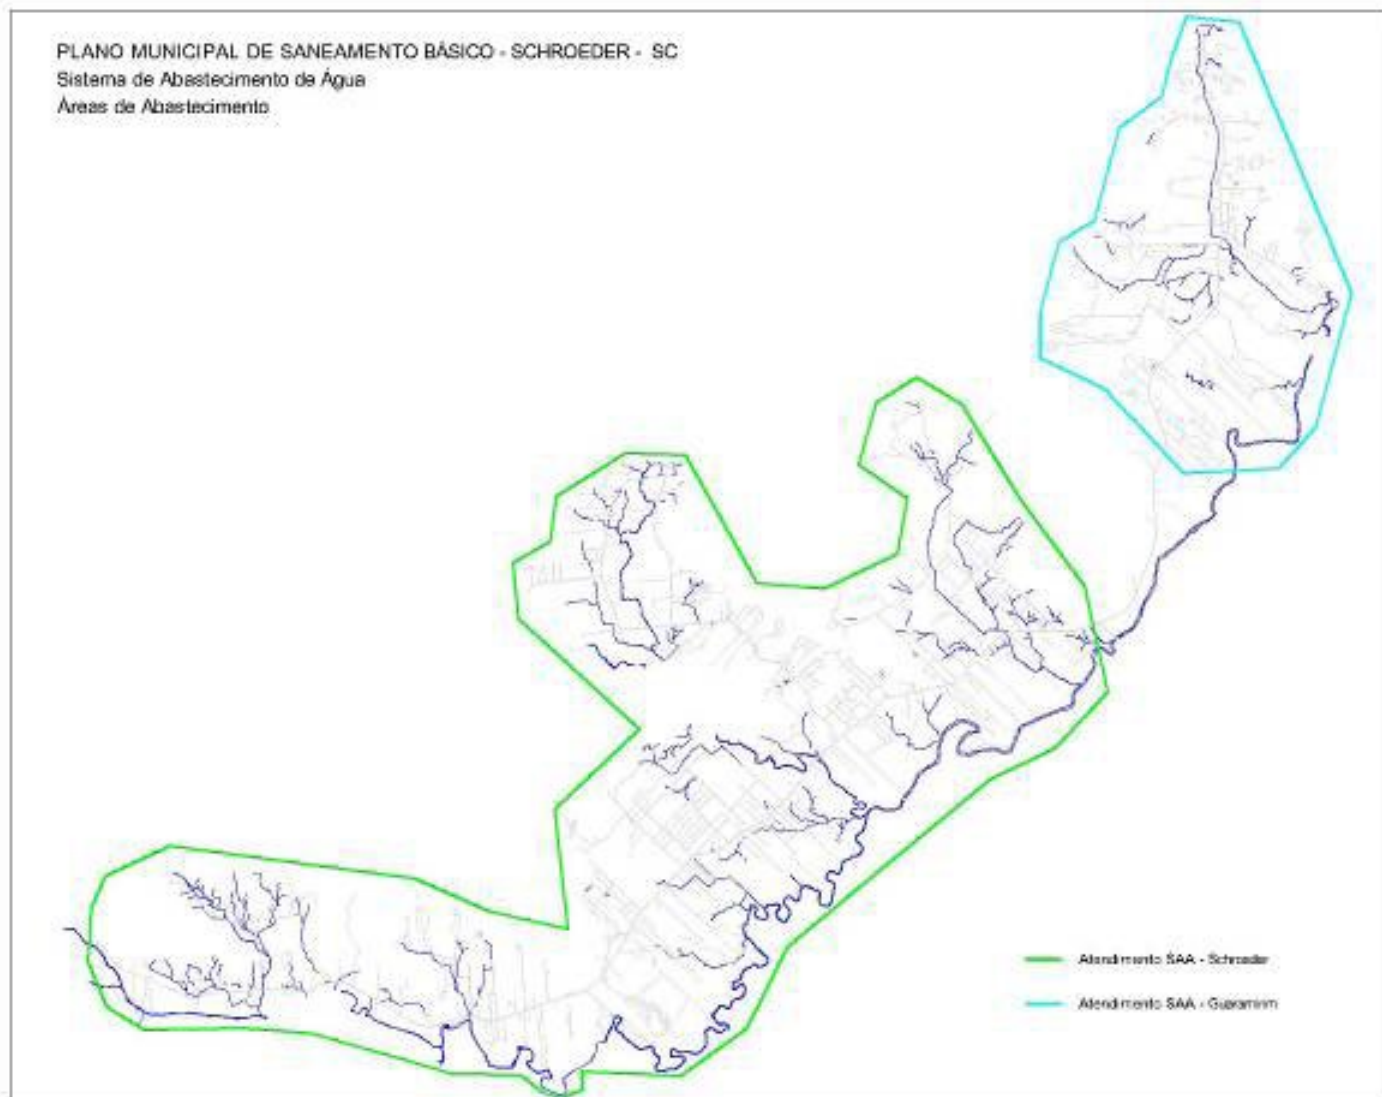 PLANO MUNICIPAL DE SANEAMENTO BÁSICO - SCHROEDER - SC
Sistema de Abastecimento de Água
Áreas de Abastecimento
Atendimento SAA - Schroeder
Atendimento SAA - Guaramirim